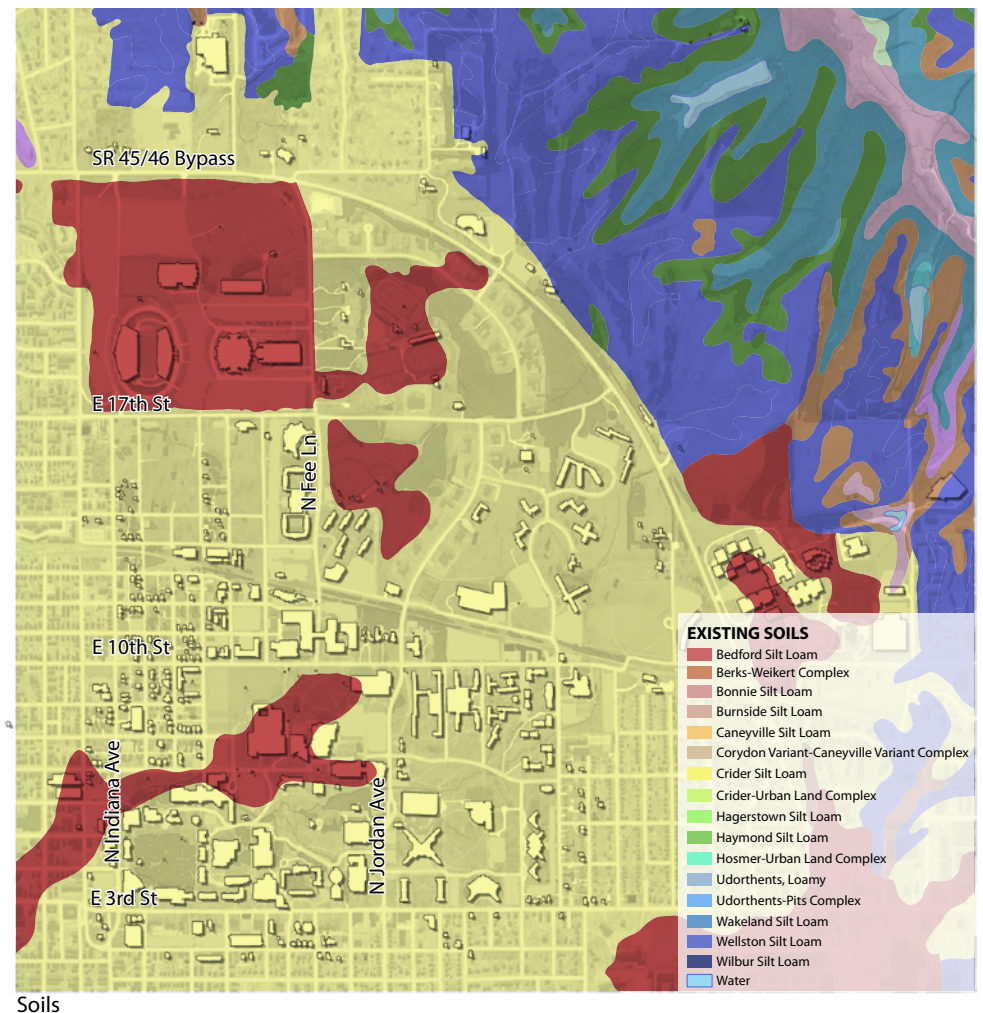 SR 45/46 Bypass
E 17th St
N Fee Ln
E 10th St
N Indiana Ave
N Jordan Ave
E 3rd St
EXISTING SOILS
Bedford Silt Loam
Berks-Weikert Complex
Bonnie Silt Loam
Burnside Silt Loam
Caneyville Silt Loam
Corydon Variant-Caneyville Variant Complex
Crider Silt Loam
Crider-Urban Land Complex
Hagerstown Silt Loam
Haymond Silt Loam
Hosmer-Urban Land Complex
Udorthents, Loamy
Udorthents-Pits Complex
Wakeland Silt Loam
Wellston Silt Loam
Wilbur Silt Loam
Water
Soils